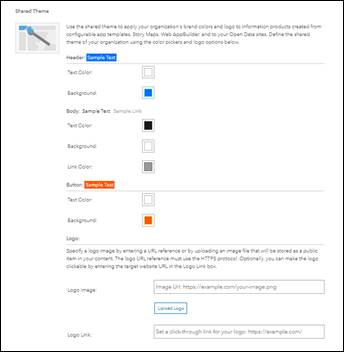 Shared Theme
Use the shared theme to apply your organization's brand colors and logo to information products created from
configurable app templates, Story Maps, Web AppBuilder and to your Open Data sites. Define the shared
theme of your organization using the color pickers and logo options below.
Header: Sample Text
Text Color:
Background:
Body: Sample Text Sample Link
Text Color:
Background:
Link Color:
Button: Sample Text
Text Color:
Background:
Logo:
Specify a logo image by entering a URL reference or by uploading an image file that will be stored as a public
item in your content. The logo URL reference must use the HTTPS protocol. Optionally, you can make the logo
clickable by entering the target website URL in the Logo Link box.
Logo Image: Image Url: https://example.com/your-image.png
Upload Logo
Logo Link: Set a click-through link for your logo: https://example.com/